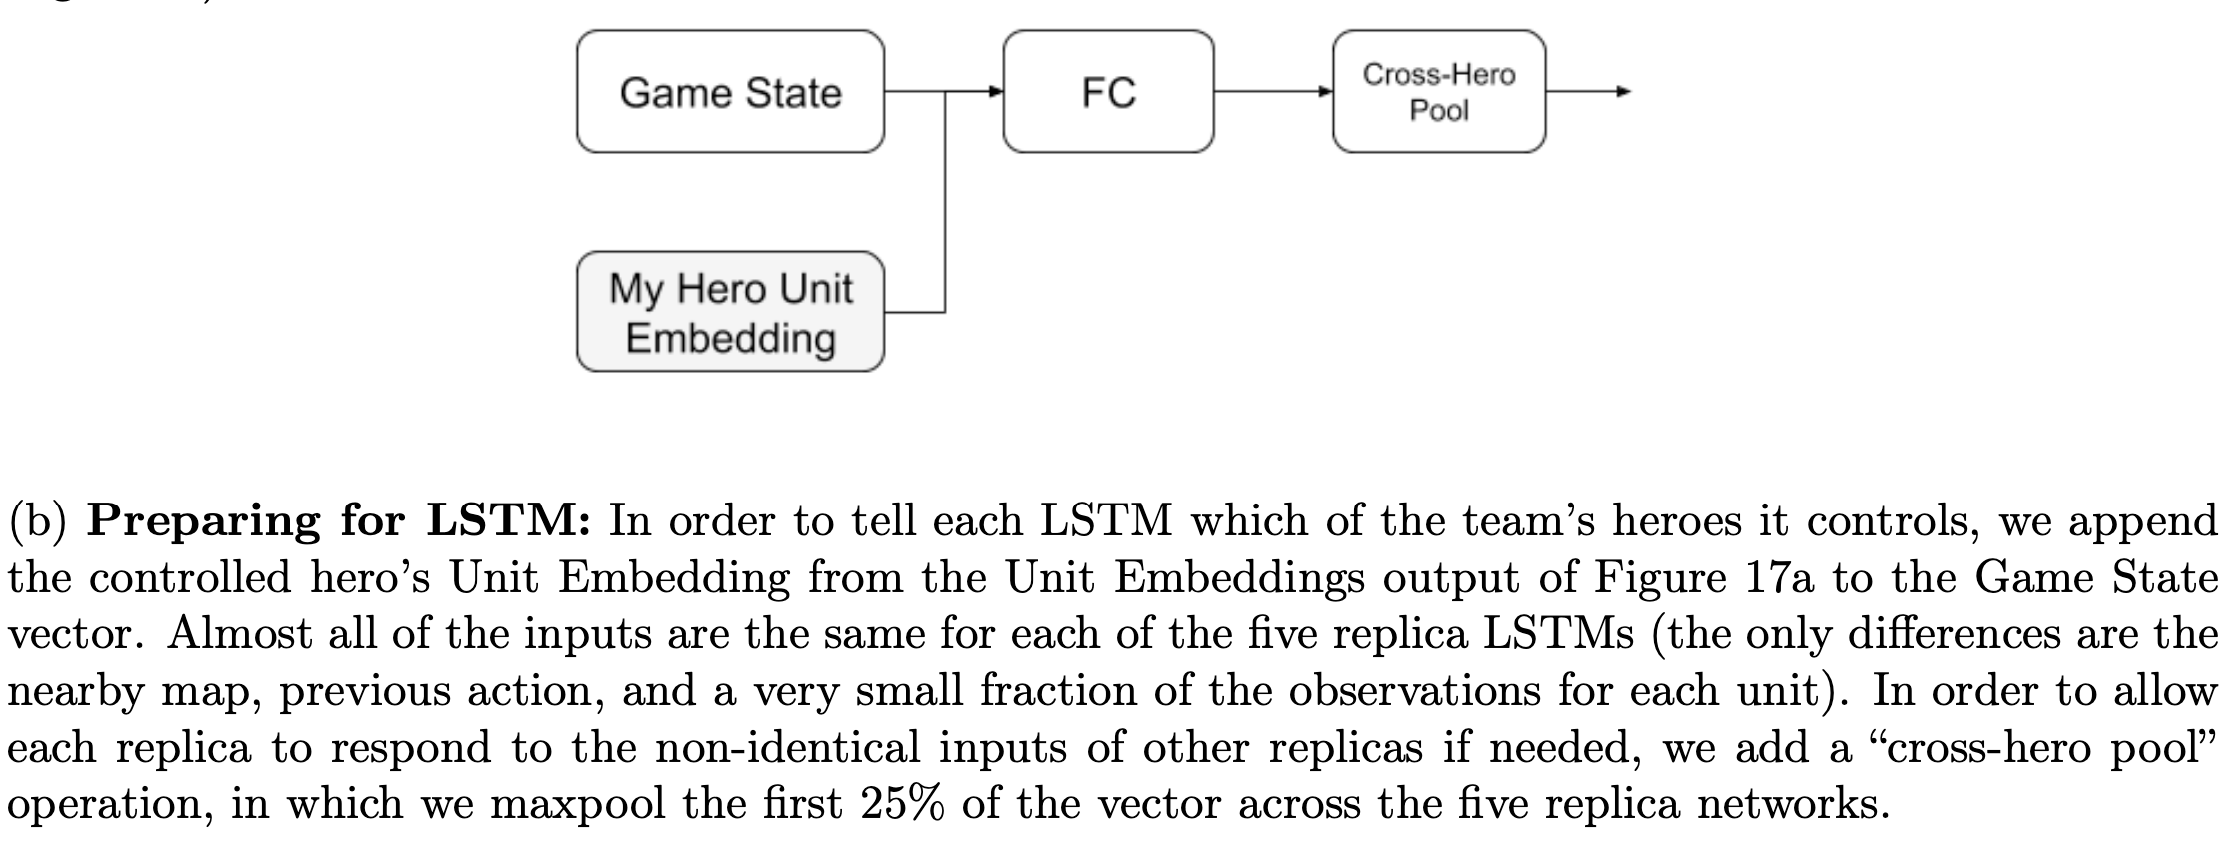 Game State
FC
Cross-Hero
Pool
My Hero Unit
Embedding
(b) Preparing for LSTM: In order to tell each LSTM which of the team’s heroes it controls, we append
the controlled hero’s Unit Embedding from the Unit Embeddings output of Figure 17a to the Game State
vector. Almost all of the inputs are the same for each of the five replica LSTMs (the only differences are the
nearby map, previous action, and a very small fraction of the observations for each unit). In order to allow
each replica to respond to the non-identical inputs of other replicas if needed, we add a “cross-hero pool”
operation, in which we maxpool the first 25% of the vector across the five replica networks.